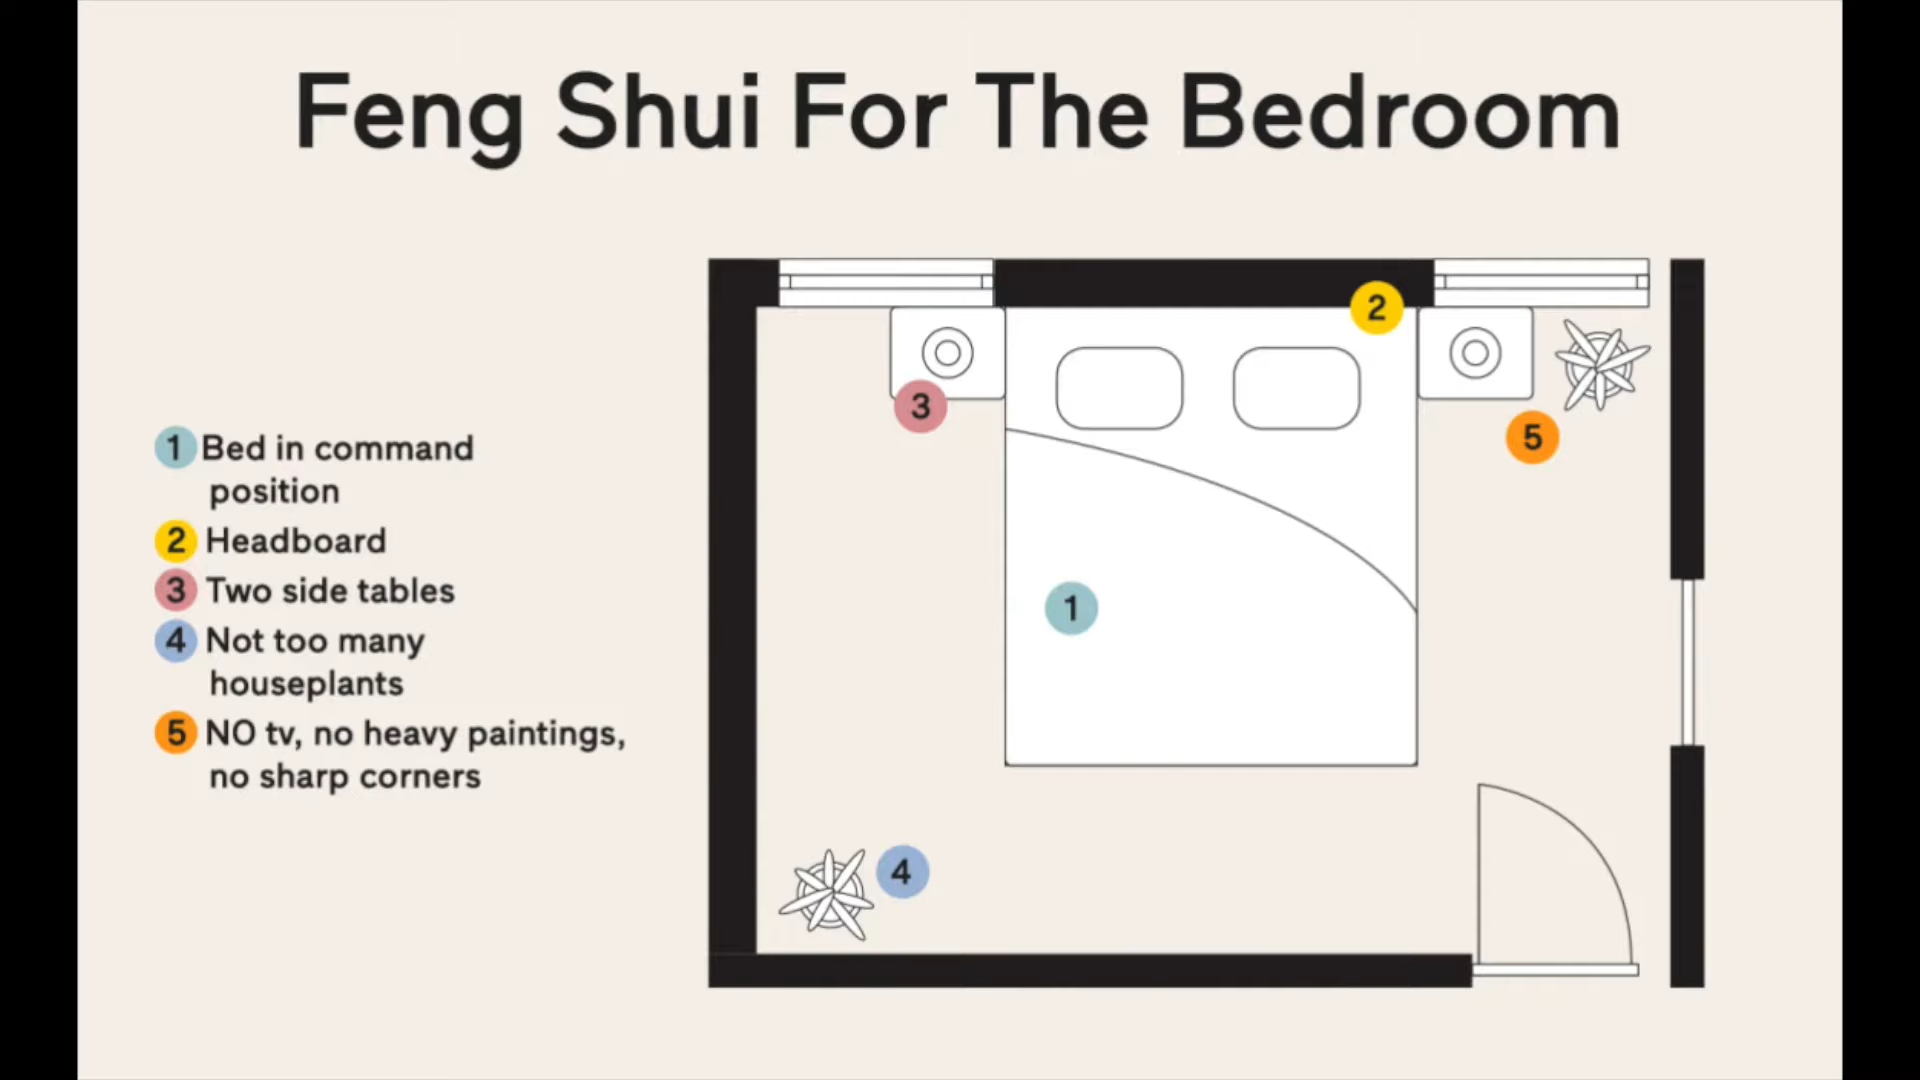 Feng Shui For The Bedroom
1 Bed in command
position
2 Headboard
3 Two side tables
4 Not too many
houseplants
5 NO tv, no heavy paintings,
no sharp corners
2
3
5
1
4